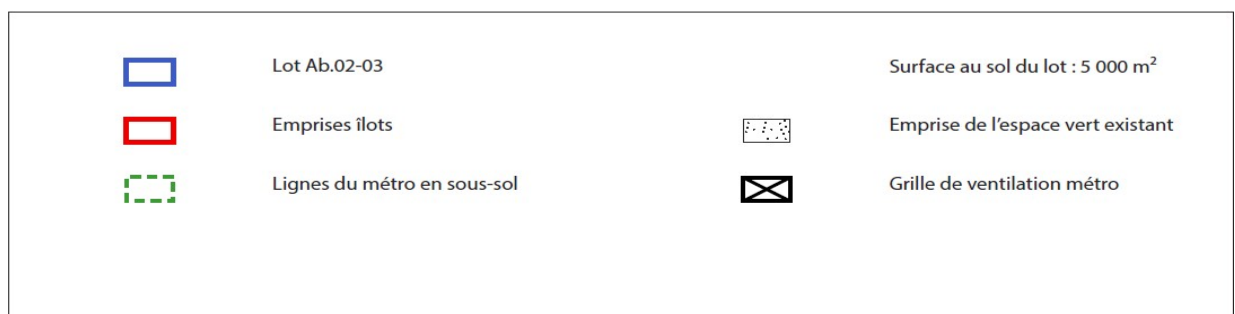 Lot Ab.02-03
Surface au sol du lot : 5 000 m²
Emprises îlots
Emprise de l'espace vert existant
Lignes du métro en sous-sol
Grille de ventilation métro